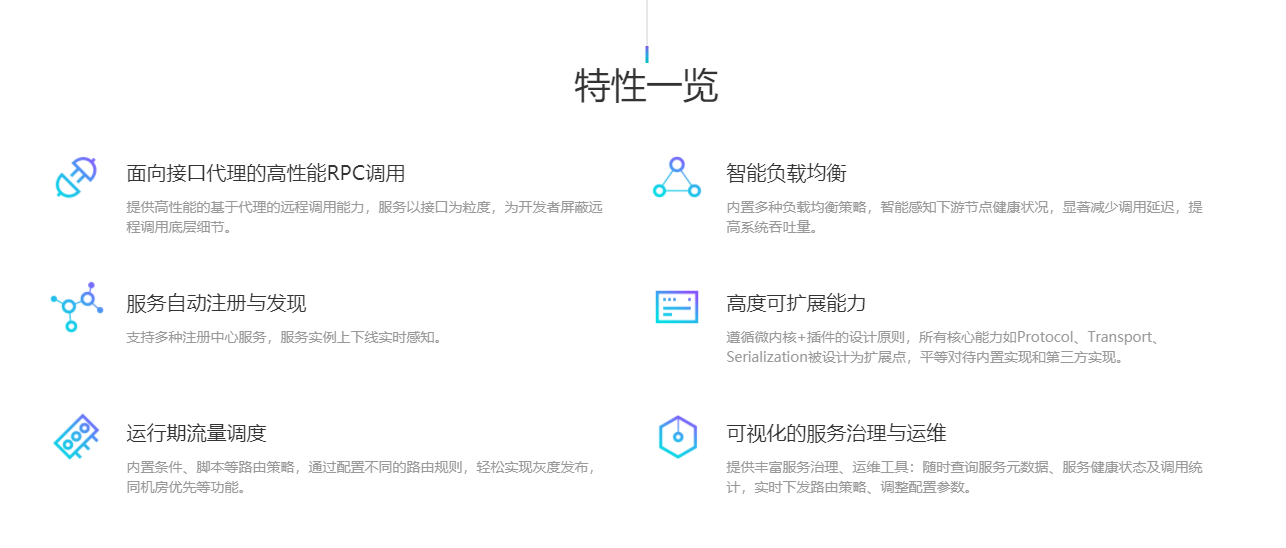 特性一览
面向接口代理的高性能RPC调用
提供高性能的基于代理的远程调用能力，服务以接口为粒度，为开发者屏蔽远
程调用底层细节。
智能负载均衡
内置多种负载均衡策略，智能感知下游节点健康状况，显著减少调用延迟，提
高系统吞吐量。
服务自动注册与发现
支持多种注册中心服务，服务实例上下线实时感知。
高度可扩展能力
遵循微内核+插件的设计原则，所有核心能力如Protocol、Transport、
Serialization被设计为扩展点，平等对待内置实现和第三方实现。
运行期流量调度
内置条件、脚本等路由策略，通过配置不同的路由规则，轻松实现灰度发布，
同机房优先等功能。
可视化的服务治理与运维
提供丰富服务治理、运维工具：随时查询服务元数据、服务健康状态及调用统
计，实时下发路由策略、调整配置参数。